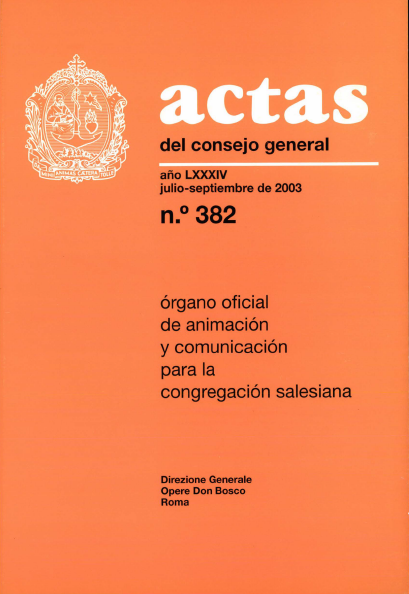 actas
del consejo general
año LXXXIV
julio-septiembre de 2003
n.º 382
órgano oficial
de animación
y comunicación
para la
congregación salesiana
Direzione Generale
Opere Don Bosco
Roma